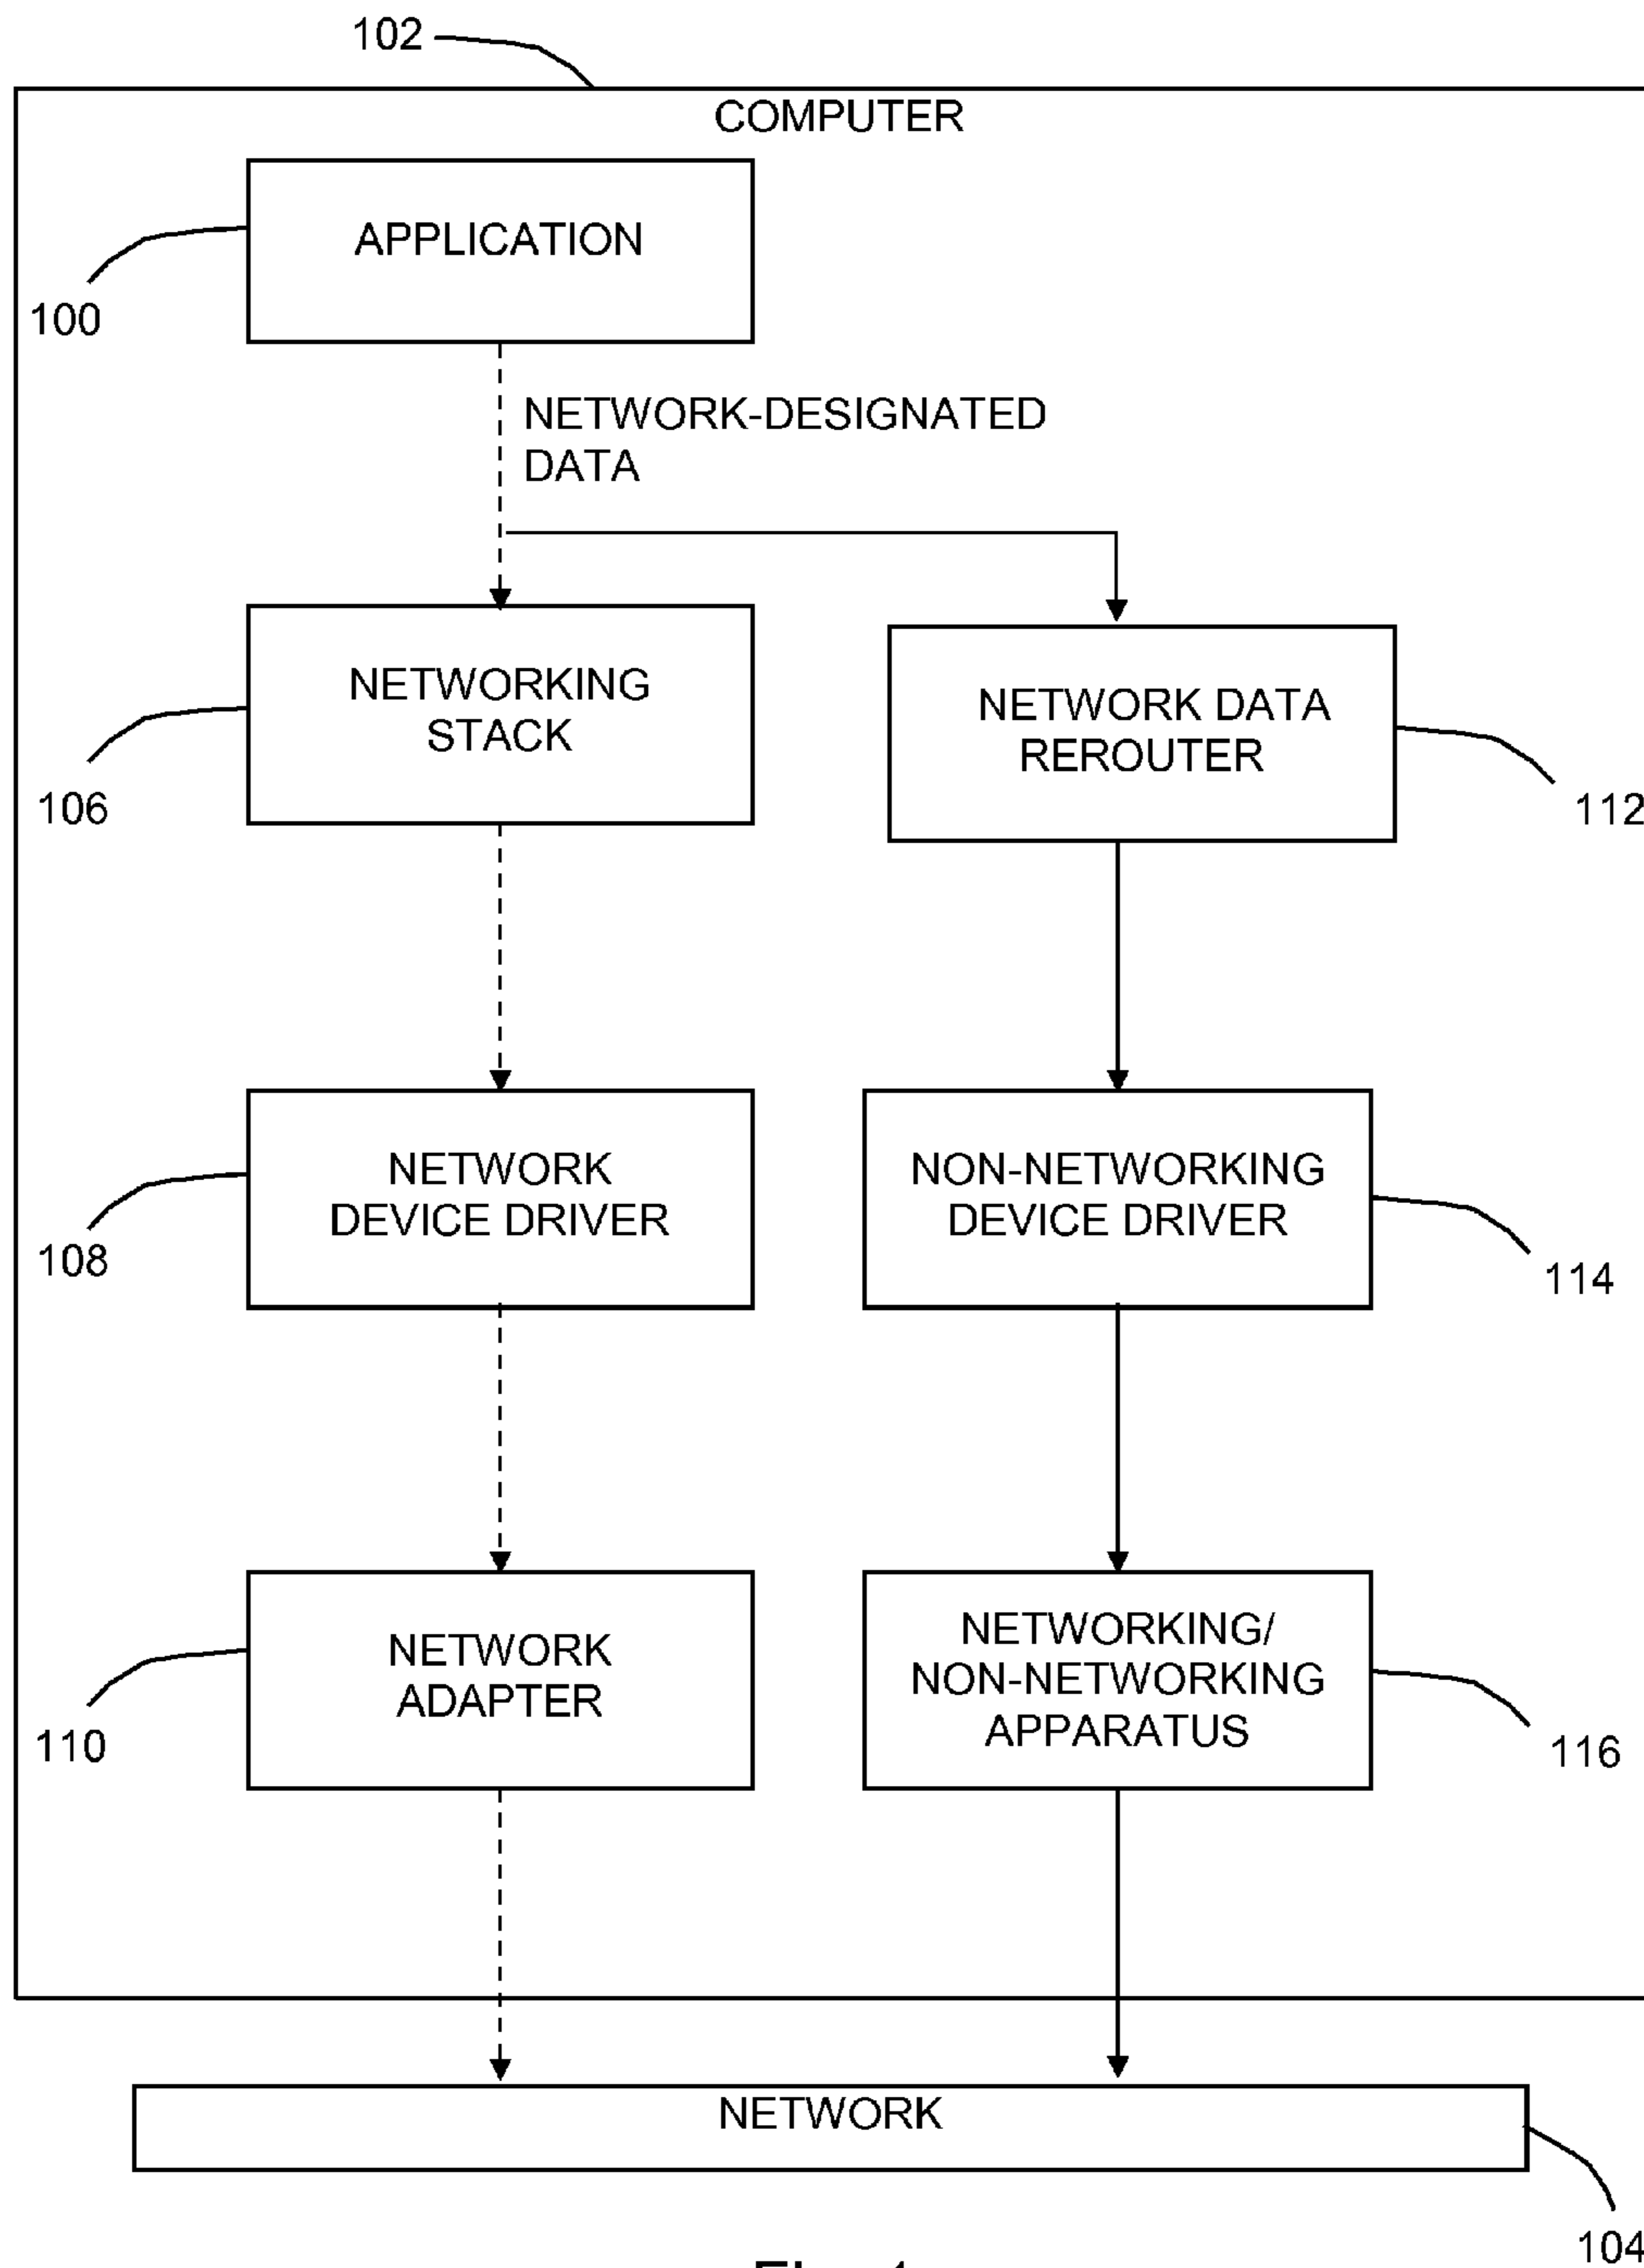 102
COMPUTER
APPLICATION
100
NETWORK-DESIGNATED
DATA
NETWORKING
STACK
106
NETWORK DATA
REROUTER
112
NETWORK
DEVICE DRIVER
108
NON-NETWORKING
DEVICE DRIVER
114
NETWORK
ADAPTER
110
NETWORKING/
NON-NETWORKING
APPARATUS
116
NETWORK
104